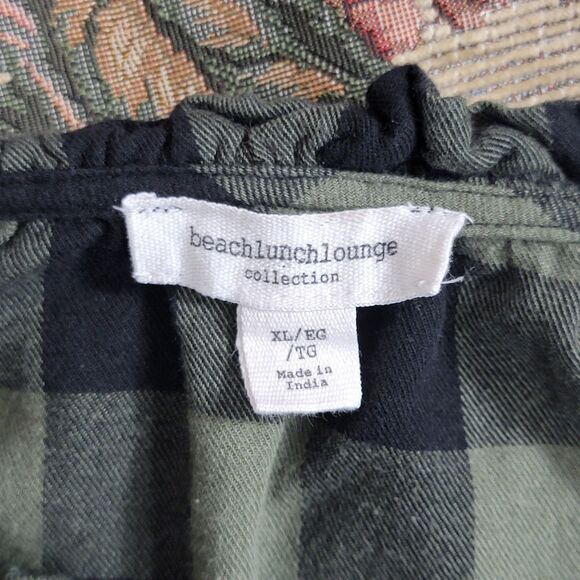 beachlunchlounge
collection
XL/EG
/TG
Made in
India